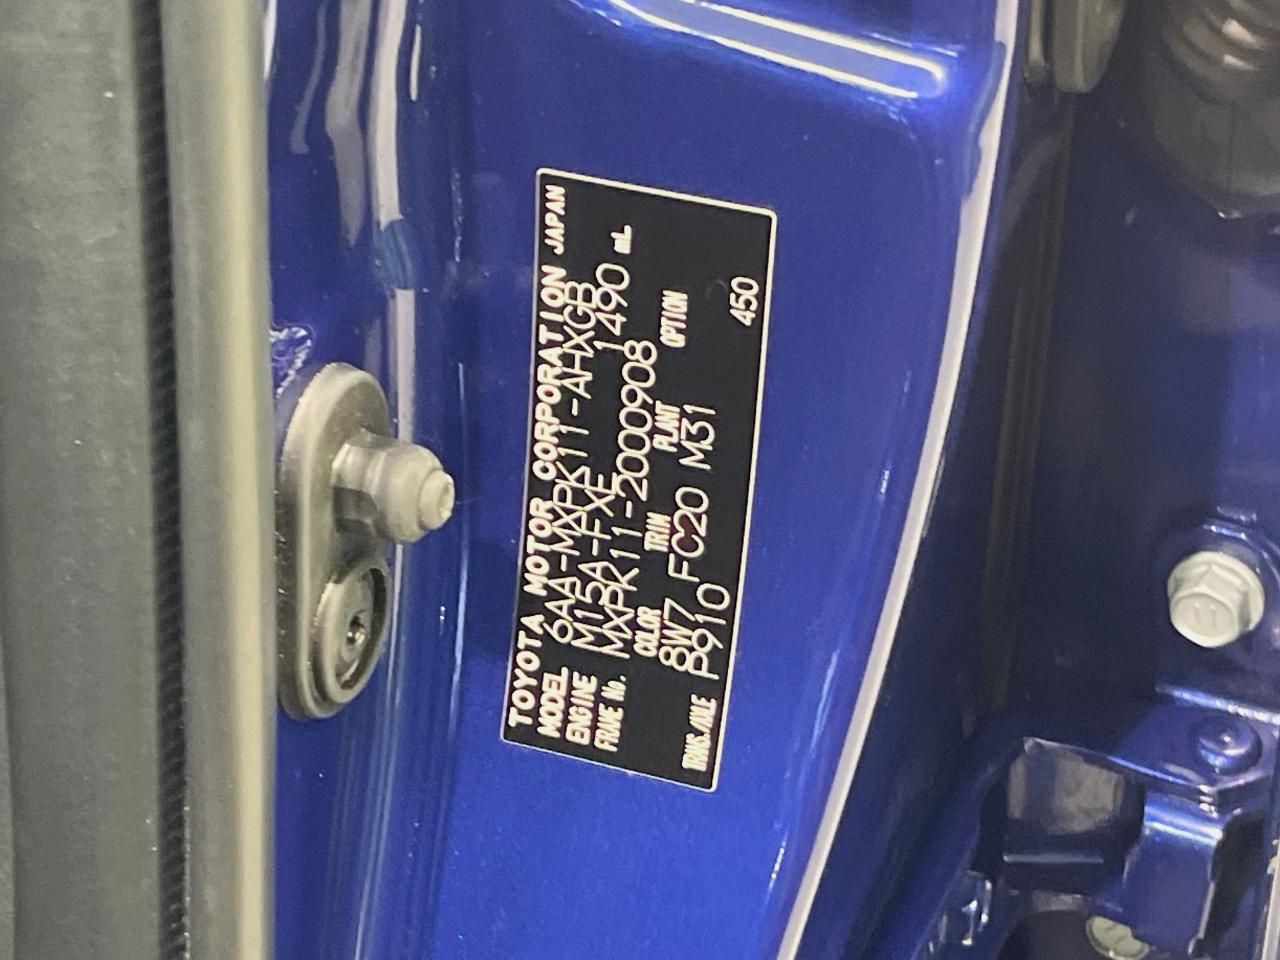 TOYOTA MOTOR CORPORATION JAPAN
MODEL 6AA-MXPK11-AHXGB
ENGINE M15A-FXE 1490 mL
FRAME No. MXPK11-2000908
COLOR TRIM PLANT OPTION
8W7 FC20 M31
TRANS./AXLE P910 450